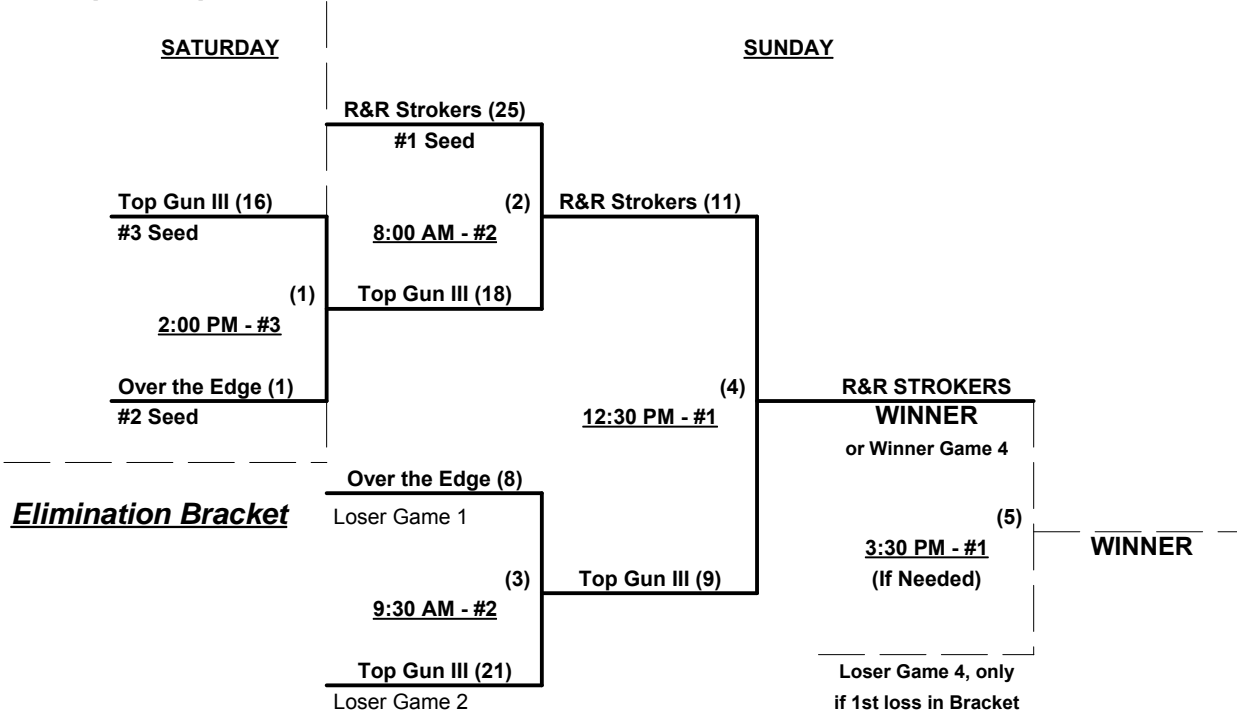 SATURDAY
SUNDAY
R&R Strokers (25)
#1 Seed
Top Gun III (16)
(2)
R&R Strokers (11)
#3 Seed
8:00 AM - #2
(1)
Top Gun III (18)
2:00 PM - #3
Over the Edge (1)
(4)
R&R STROKERS
#2 Seed
12:30 PM - #1
WINNER
or Winner Game 4
Over the Edge (8)
Elimination Bracket
Loser Game 1
(5)
3:30 PM - #1
WINNER
(3)
Top Gun III (9)
(If Needed)
9:30 AM - #2
Top Gun III (21)
Loser Game 4, only
Loser Game 2
if 1st loss in Bracket